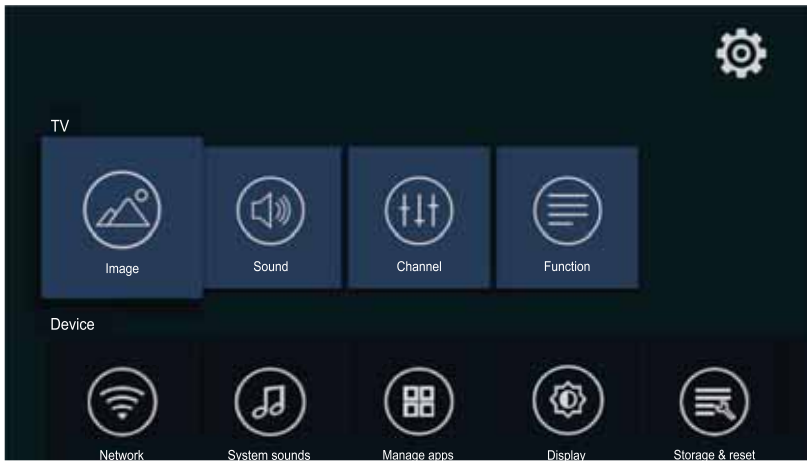 TV
Image
Sound
Channel
Function
Device
Network
System sounds
Manage apps
Display
Storage & reset